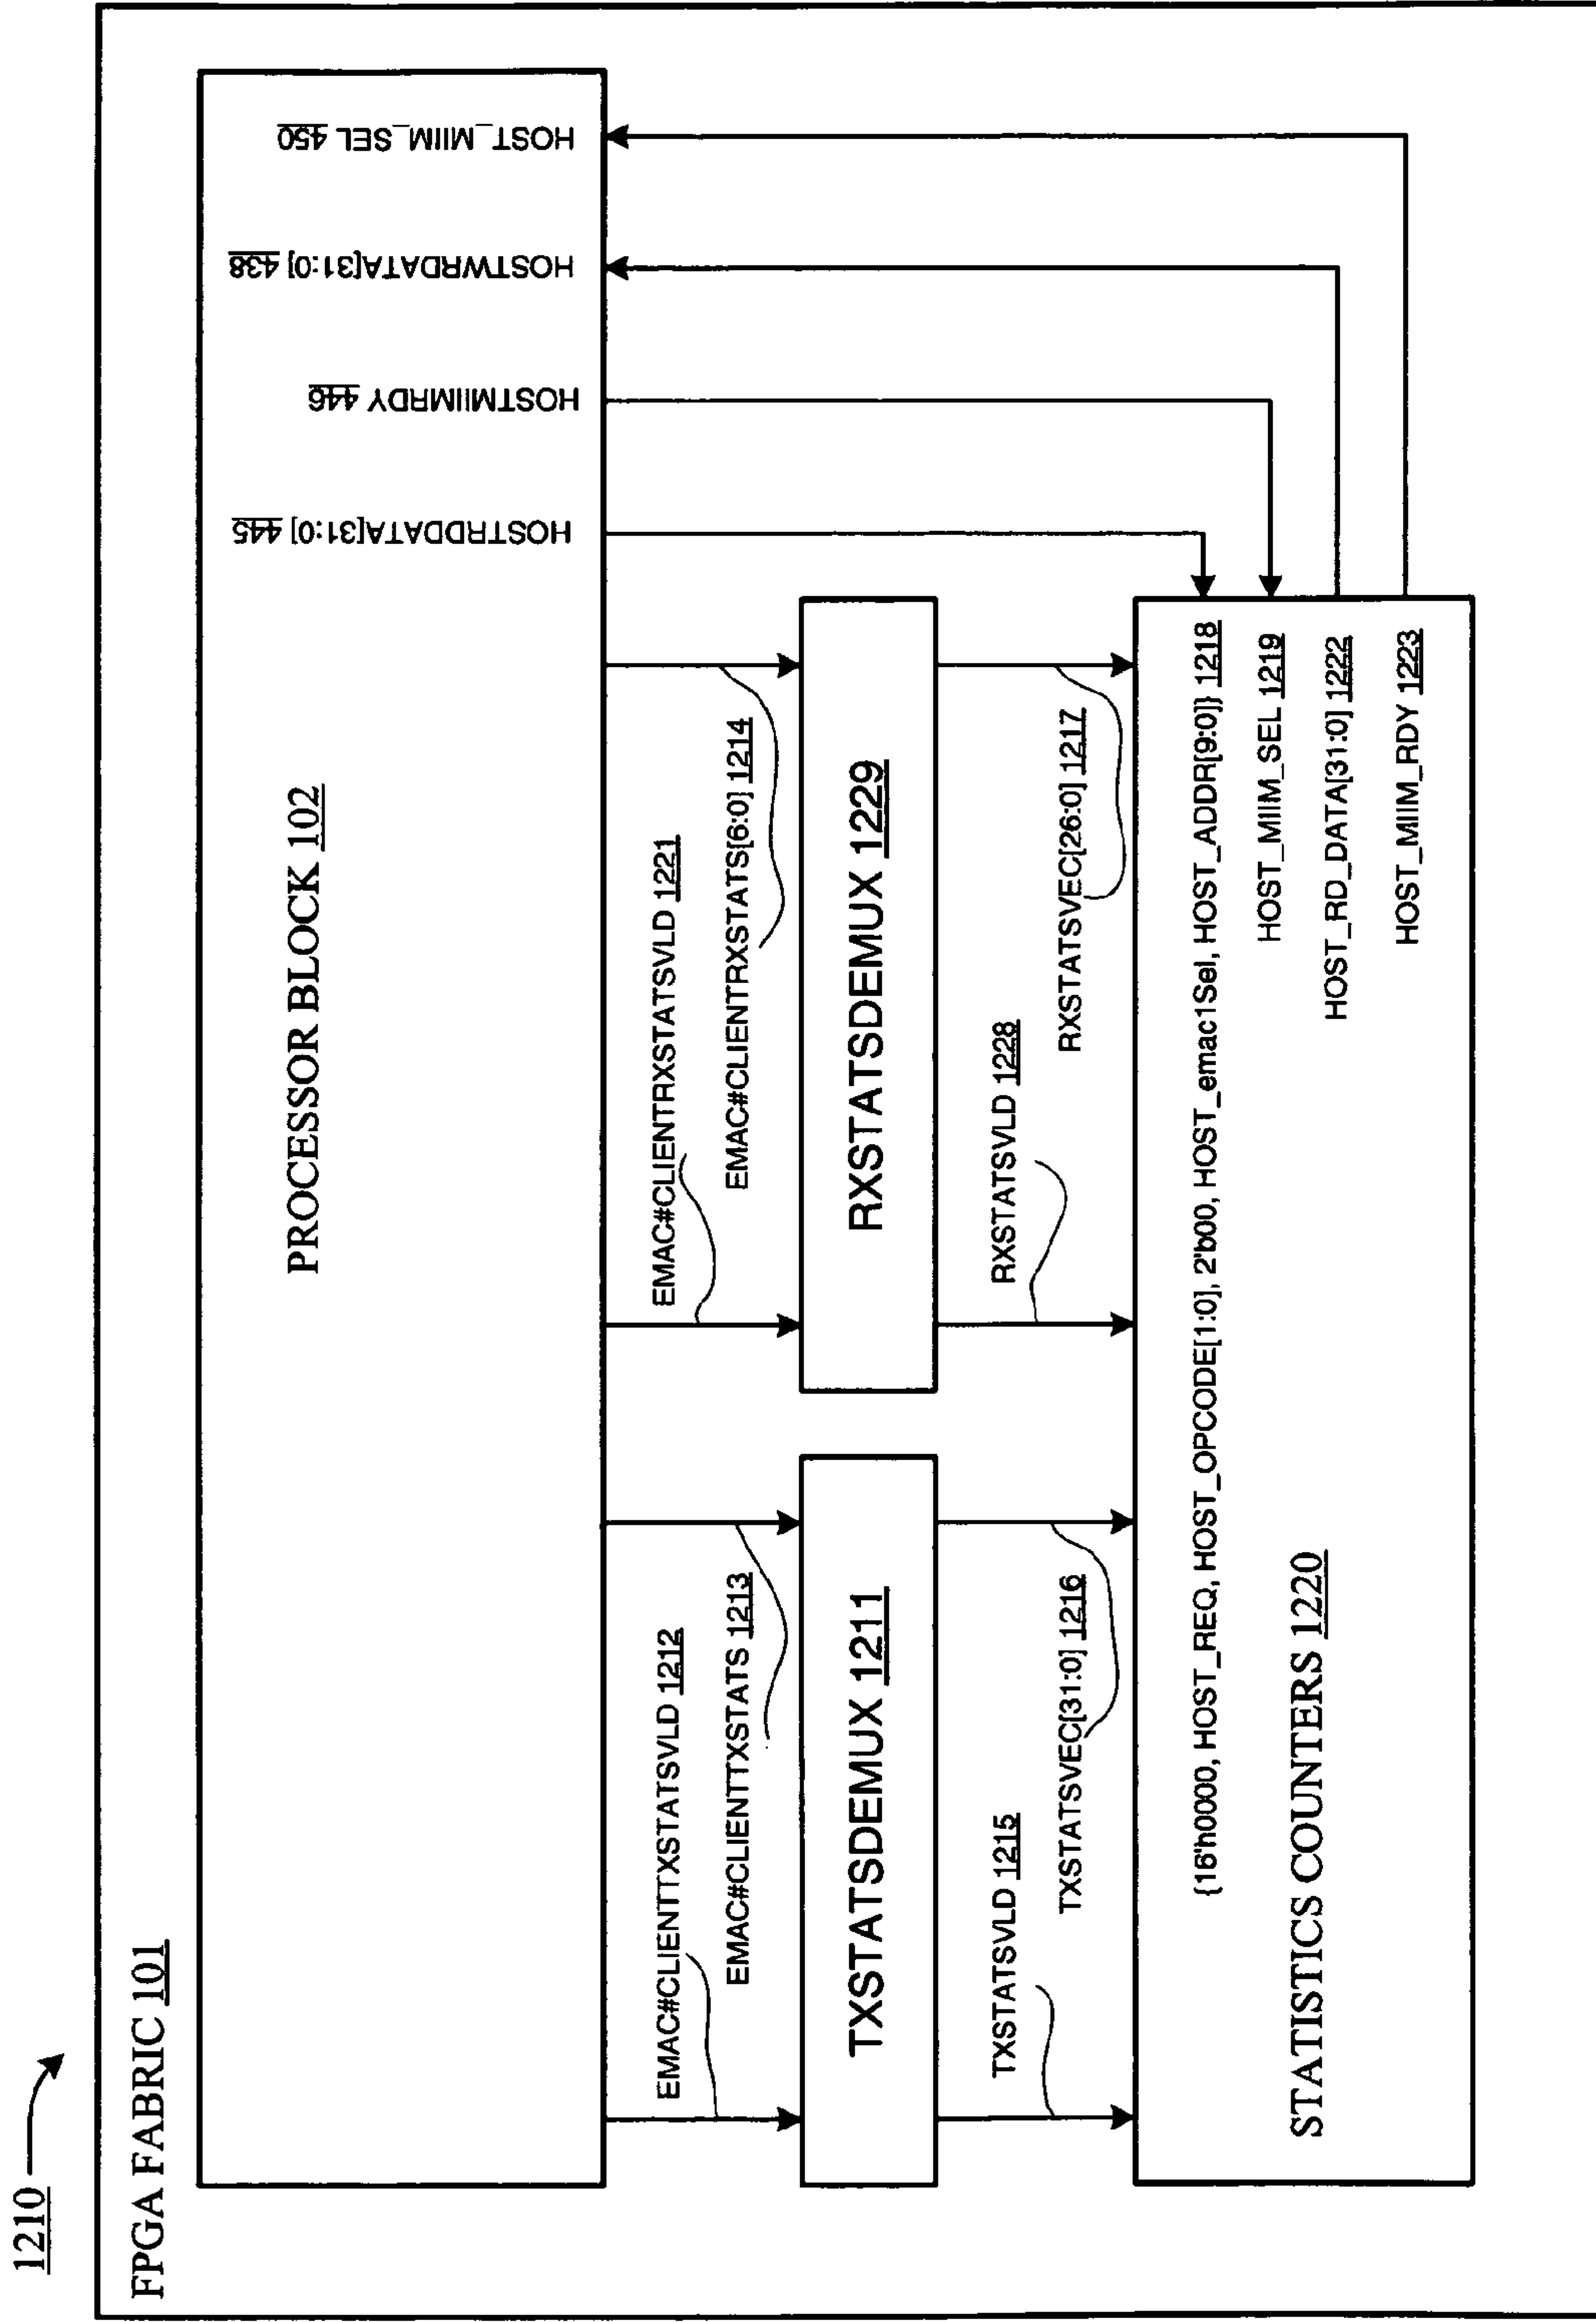 1210
FPGA FABRIC 101
PROCESSOR BLOCK 102
HOSTRDDATA[31:0] 445
HOSTMIIMRDY 446
HOSTWRDATA[31:0] 438
HOST_MIIM_SEL 450
EMAC#CLIENTTXSTATSVLD 1212
EMAC#CLIENTTXSTATS 1213
EMAC#CLIENTRXSTATSVLD 1221
EMAC#CLIENTRXSTATS[6:0] 1214
TXSTATSDEMUX 1211
RXSTATSDEMUX 1229
TXSTATSVLD 1215
TXSTATSVEC[31:0] 1216
RXSTATSVLD 1228
RXSTATSVEC[26:0] 1217
{16'h0000, HOST_REQ, HOST_OPCODE[1:0], 2'b00, HOST_emac1Sel, HOST_ADDR[9:0]} 1218
HOST_MIIM_SEL 1219
STATISTICS COUNTERS 1220
HOST_RD_DATA[31:0] 1222
HOST_MIIM_RDY 1223